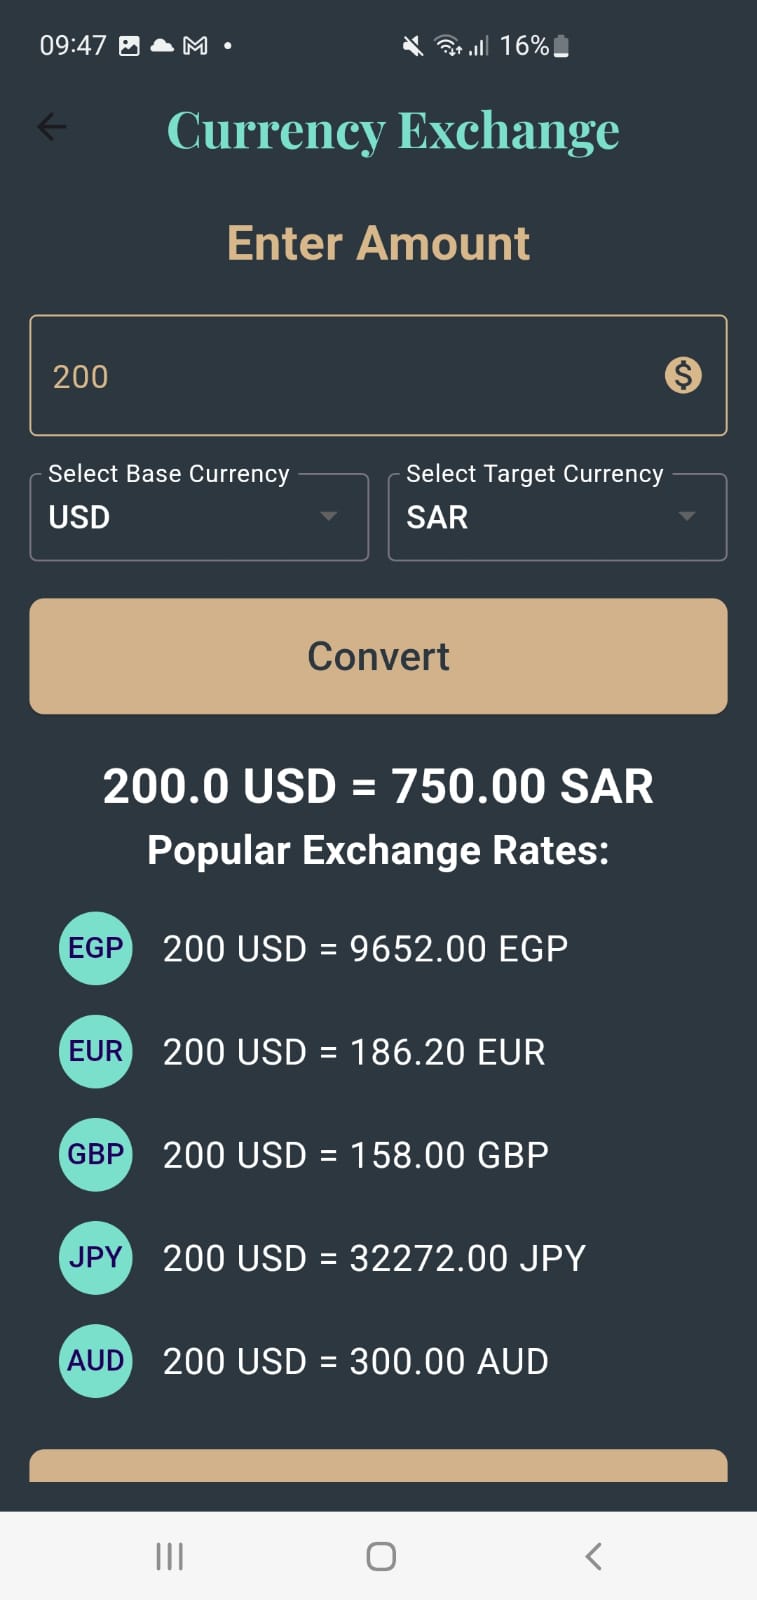 09:47 16%
Currency Exchange
Enter Amount
200
Select Base Currency Select Target Currency
USD SAR
Convert
200.0 USD = 750.00 SAR
Popular Exchange Rates:
EGP 200 USD = 9652.00 EGP
EUR 200 USD = 186.20 EUR
GBP 200 USD = 158.00 GBP
JPY 200 USD = 32272.00 JPY
AUD 200 USD = 300.00 AUD